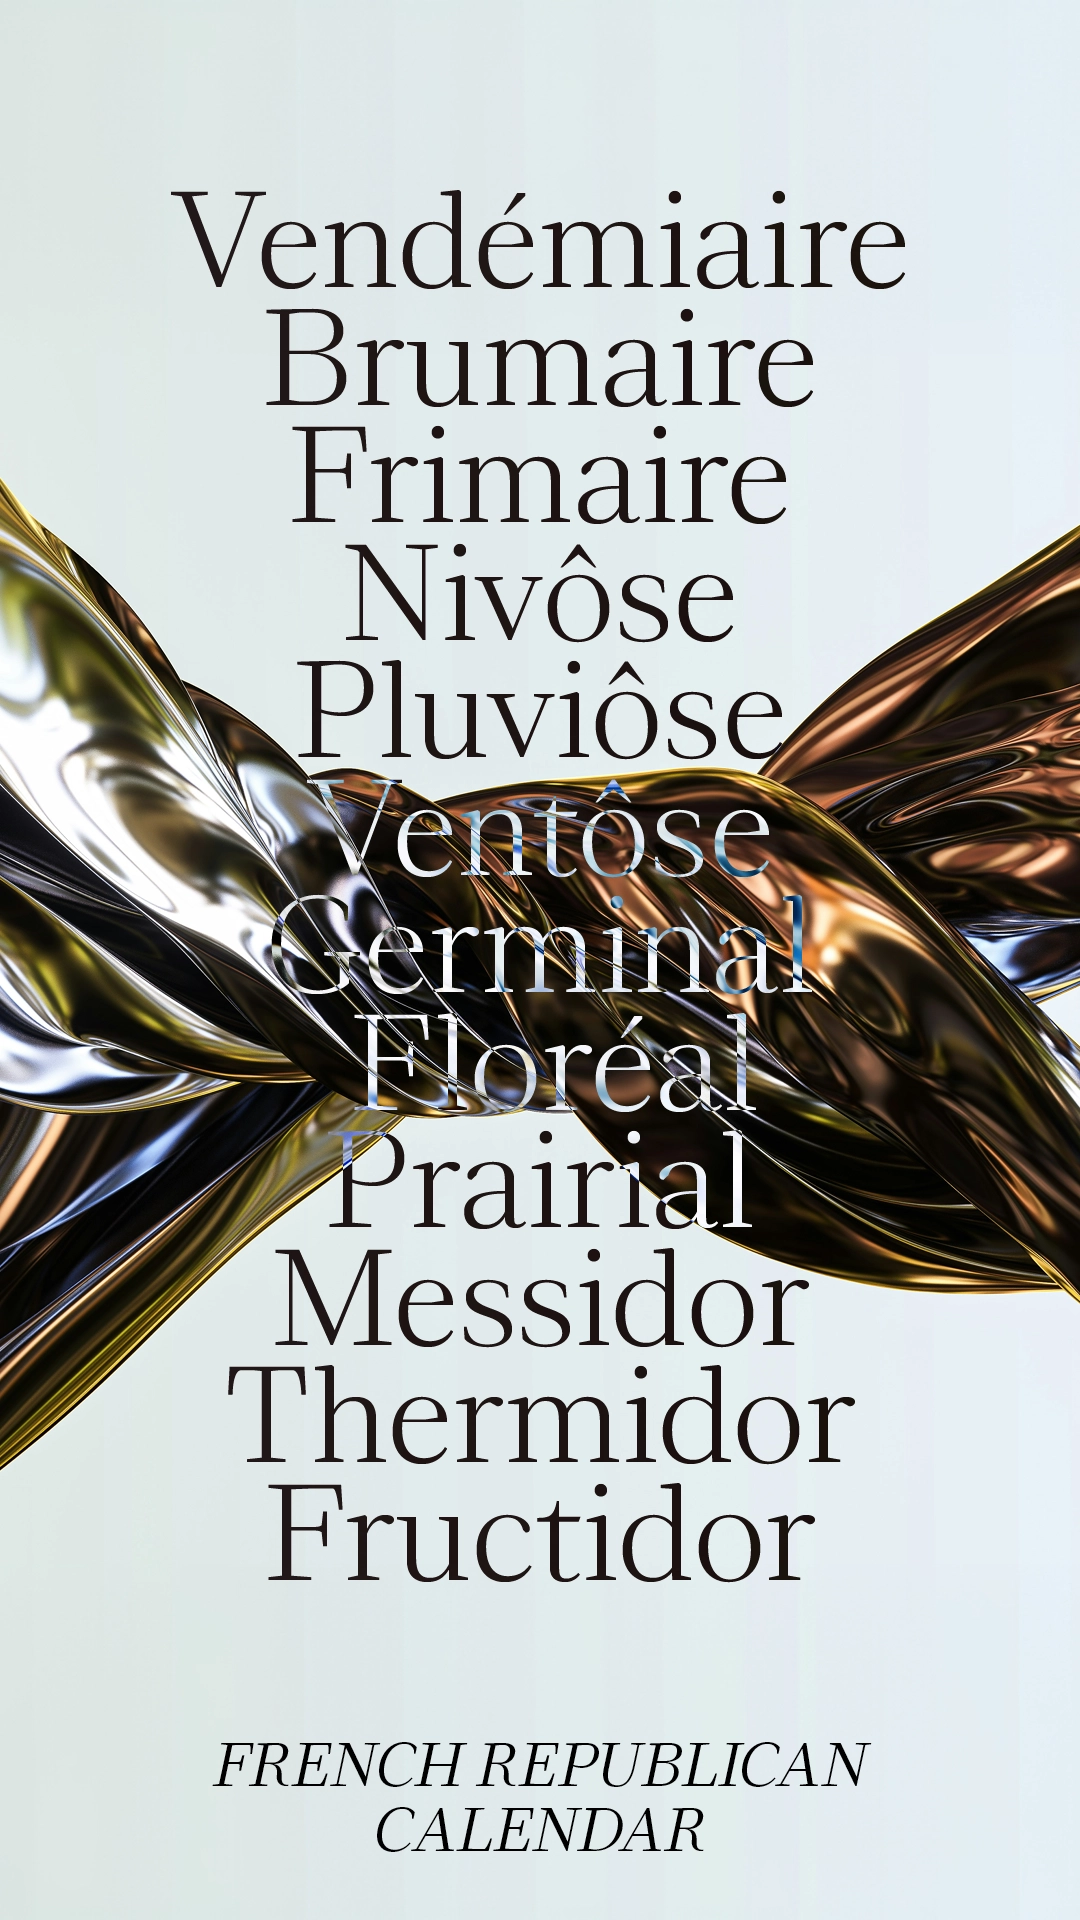 Vendémiaire
Brumaire
Frimaire
Nivôse
Pluviôse
Ventôse
Germinal
Floréal
Prairial
Messidor
Thermidor
Fructidor
FRENCH REPUBLICAN
CALENDAR